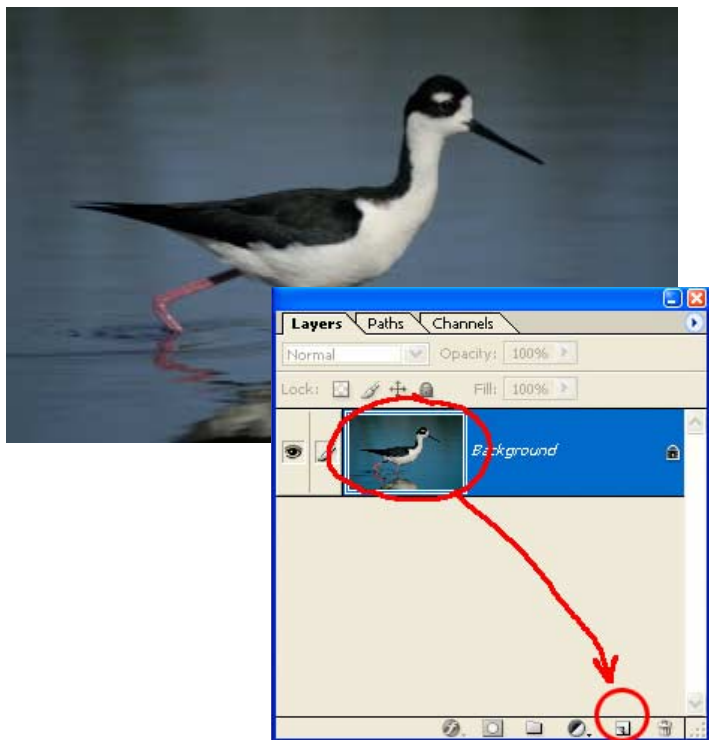 Layers Paths Channels
Normal Opacity: 100%
Lock: Fill: 100%
Background